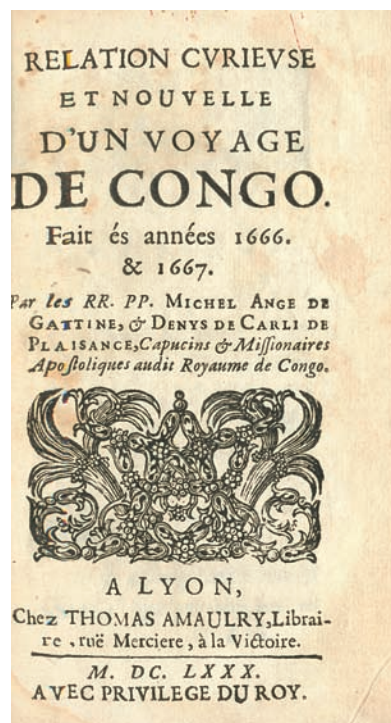 RELATION CVRIEVSE
ET NOUVELLE
D'UN VOYAGE
DE CONGO.
Fait és années 1666.
& 1667.
Par les RR. PP. MICHEL ANGE DE
GATTINE, & DENYS DE CARLI DE
PLAISANCE, Capucins & Missionaires
Apostoliques audit Royaume de Congo.
A LYON,
Chez THOMAS AMAULRY, Librai-
re, ruë Merciere, à la Victoire.
M. DC. LXXX.
AVEC PRIVILEGE DU ROY.